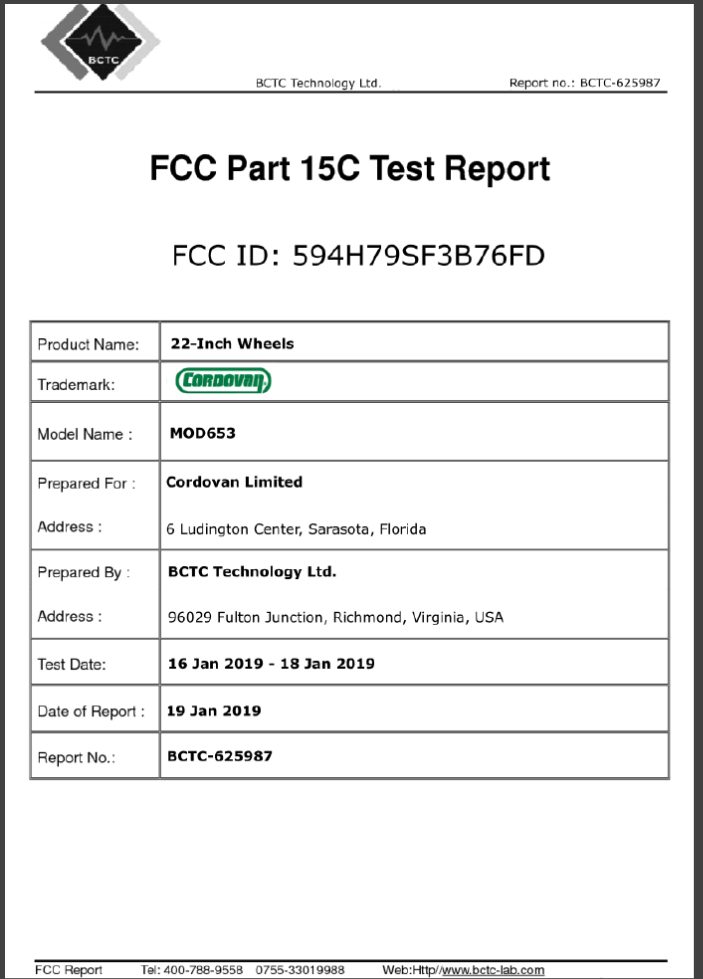 BCTC
BCTC Technology Ltd. Report no.: BCTC-625987
FCC Part 15C Test Report
FCC ID: 594H79SF3B76FD
Product Name: 22-Inch Wheels
Trademark: CORDOVAN
Model Name : MOD653
Prepared For : Cordovan Limited
Address : 6 Ludington Center, Sarasota, Florida
Prepared By : BCTC Technology Ltd.
Address : 96029 Fulton Junction, Richmond, Virginia, USA
Test Date: 16 Jan 2019 - 18 Jan 2019
Date of Report : 19 Jan 2019
Report No.: BCTC-625987
FCC Report Tel: 400-788-9558 0755-33019988 Web:Http//www.bctc-lab.com